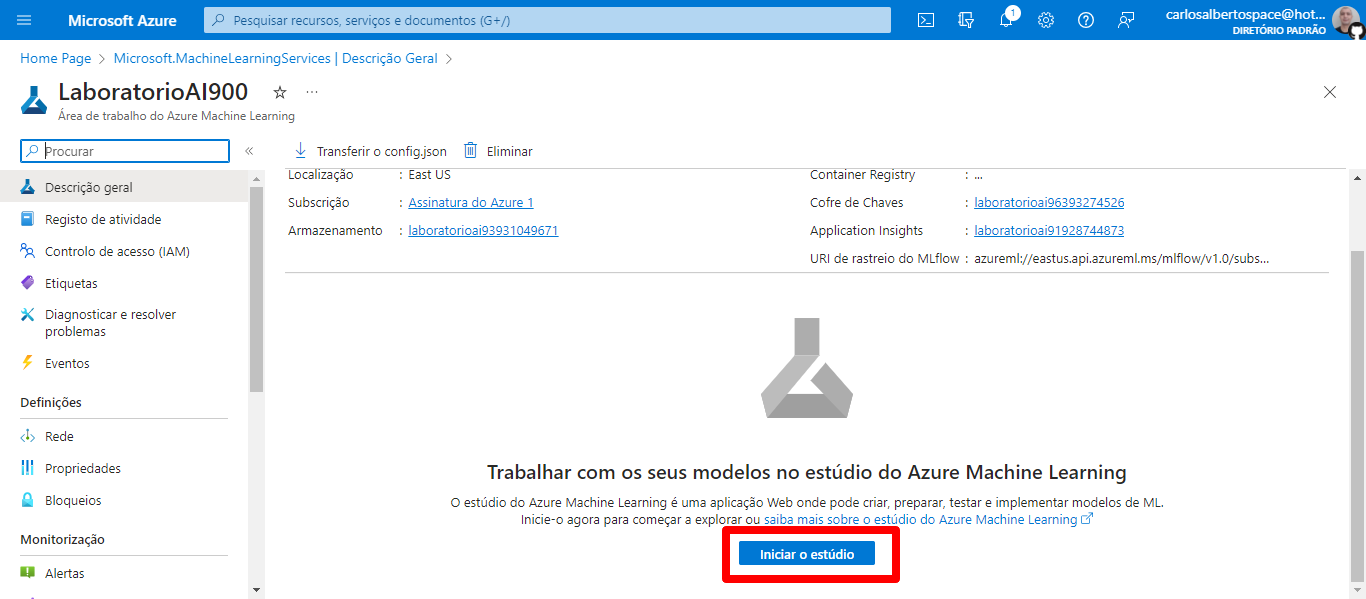 Microsoft Azure
Pesquisar recursos, serviços e documentos (G+/)
1
carlosalbertospace@hot...
DIRETÓRIO PADRÃO
Home Page > Microsoft.MachineLearningServices | Descrição Geral >
LaboratorioAI900
Área de trabalho do Azure Machine Learning
Procurar
Transferir o config.json
Eliminar
Descrição geral
Registo de atividade
Controlo de acesso (IAM)
Etiquetas
Diagnosticar e resolver
problemas
Eventos
Definições
Rede
Propriedades
Bloqueios
Monitorização
Alertas
Localização : East US
Subscrição : Assinatura do Azure 1
Armazenamento : laboratorioai93931049671
Container Registry : ...
Cofre de Chaves : laboratorioai96393274526
Application Insights : laboratorioai91928744873
URI de rastreio do MLflow : azureml://eastus.api.azureml.ms/mlflow/v1.0/subs...
Trabalhar com os seus modelos no estúdio do Azure Machine Learning
O estúdio do Azure Machine Learning é uma aplicação Web onde pode criar, preparar, testar e implementar modelos de ML.
Inicie-o agora para começar a explorar ou saiba mais sobre o estúdio do Azure Machine Learning
Iniciar o estúdio